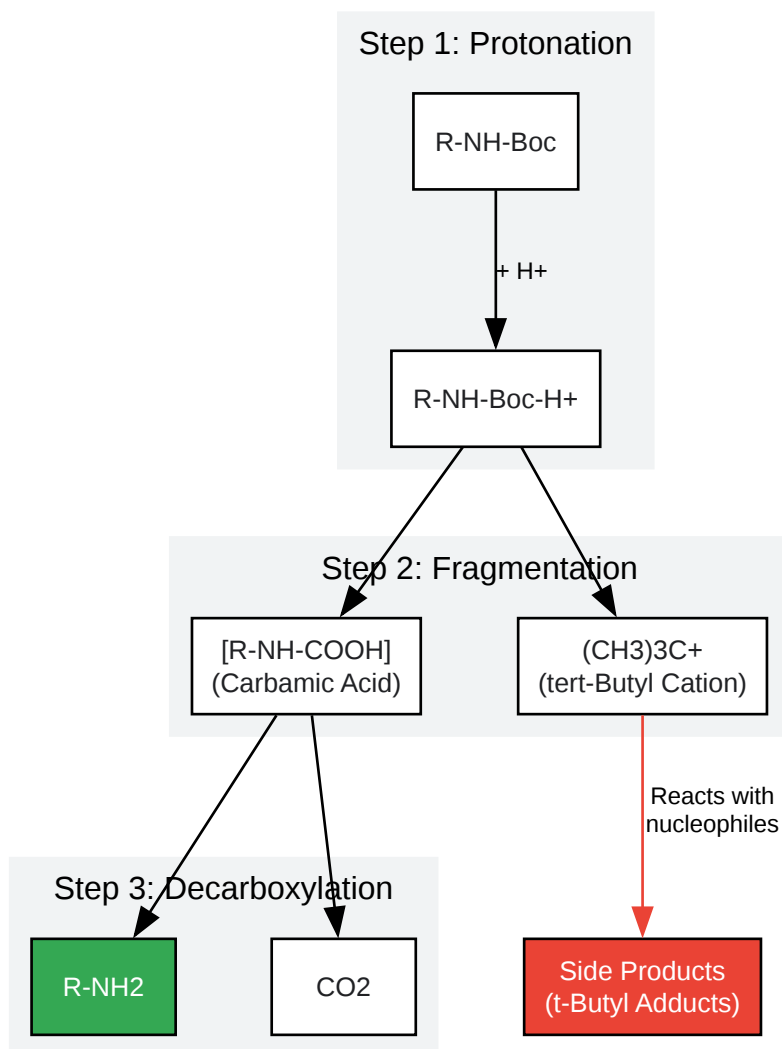 Step 1: Protonation
R-NH-Boc
+ H+
R-NH-Boc-H+
Step 2: Fragmentation
[R-NH-COOH]
(Carbamic Acid)
(CH3)3C+
(tert-Butyl Cation)
Reacts with
nucleophiles
Step 3: Decarboxylation
R-NH2
CO2
Side Products
(t-Butyl Adducts)